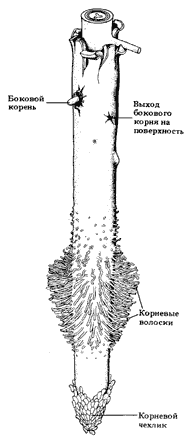 Боковой
корень
Выход
бокового
корня на
поверхность
Корневые
волоски
Корневой
чехлик